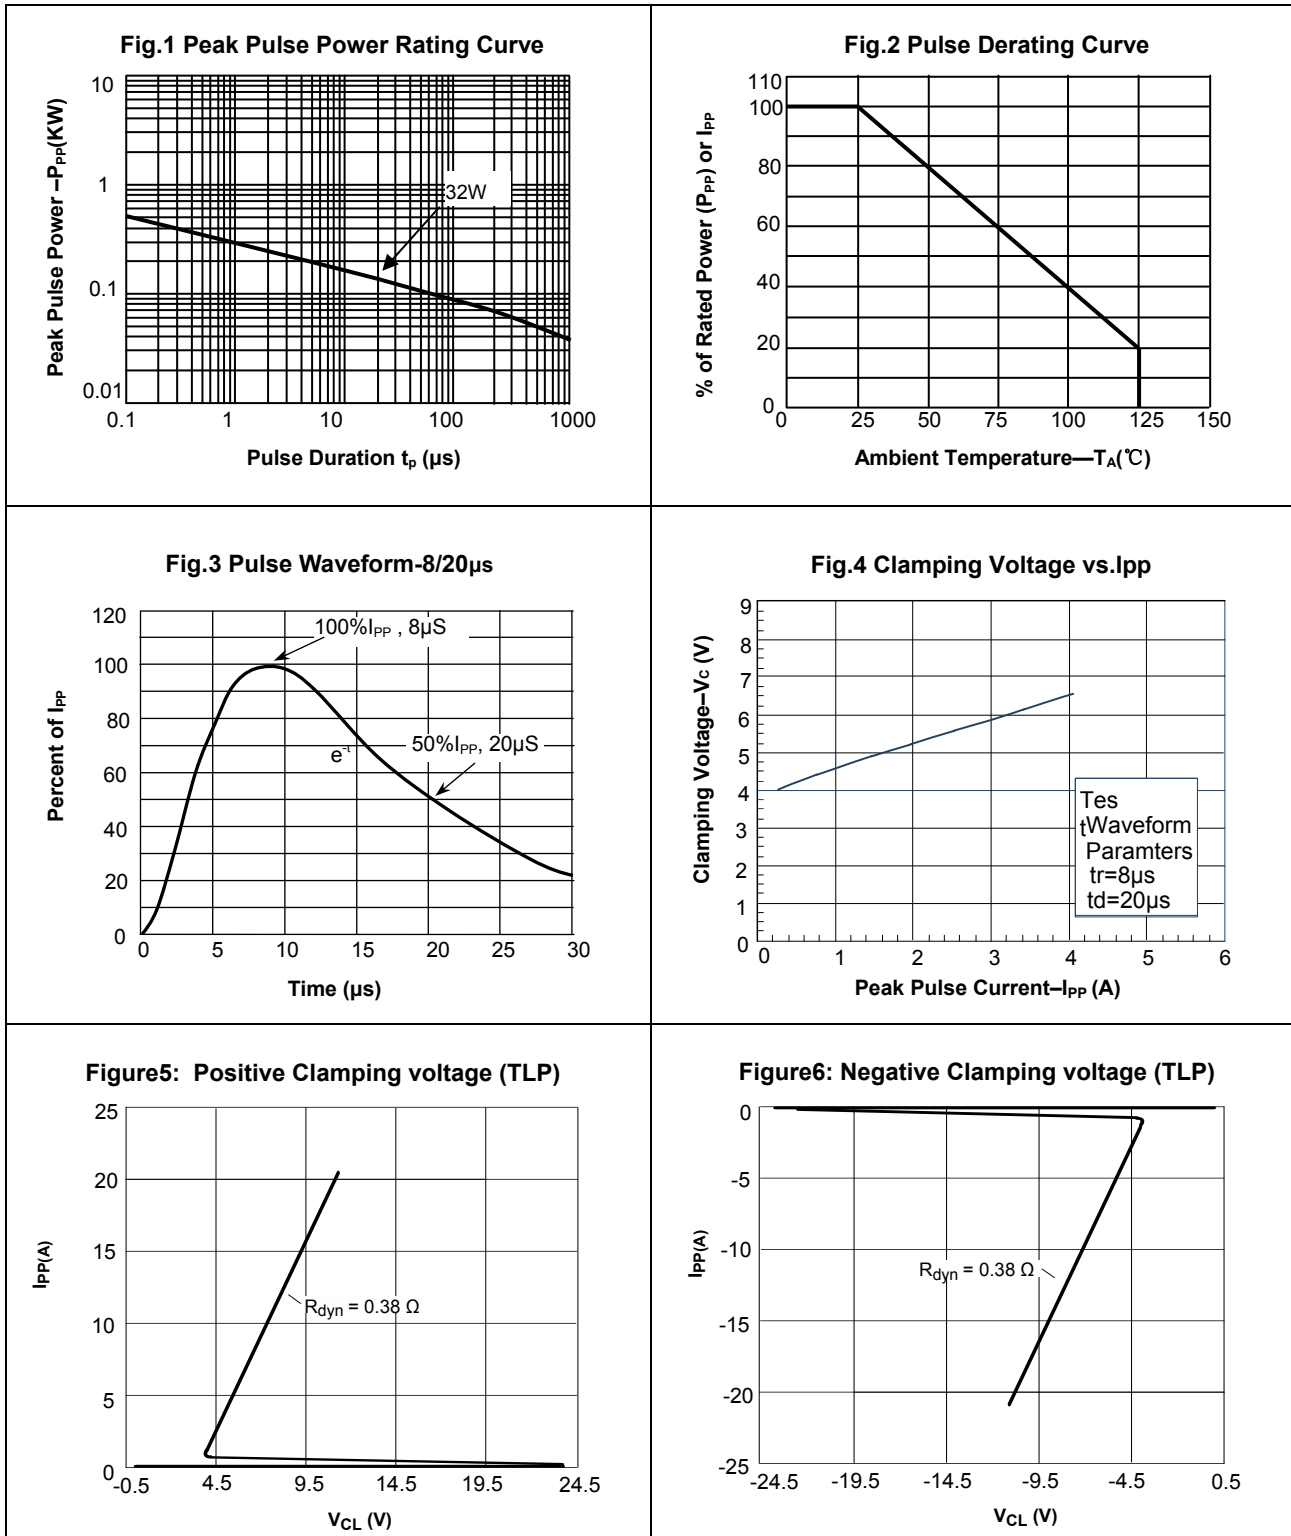 Fig.1 Peak Pulse Power Rating Curve
10
1
0.1
0.01
Peak Pulse Power –PPP(KW)
32W
0.1 1 10 100 1000
Pulse Duration tp (µs)
Fig.2 Pulse Derating Curve
110
100
80
60
40
20
0
% of Rated Power (PPP) or IPP
0 25 50 75 100 125 150
Ambient Temperature—TA(℃)
Fig.3 Pulse Waveform-8/20µs
120
100
80
60
40
20
0
Percent of IPP
100%IPP , 8µS
e-t
50%IPP, 20µS
0 5 10 15 20 25 30
Time (µs)
Fig.4 Clamping Voltage vs.Ipp
9
8
7
6
5
4
3
2
1
0
Clamping Voltage–VC (V)
Tes
tWaveform
Paramters
tr=8µs
td=20µs
0 1 2 3 4 5 6
Peak Pulse Current–IPP (A)
Figure5: Positive Clamping voltage (TLP)
25
20
15
10
5
0
IPP(A)
Rdyn = 0.38 Ω
-0.5 4.5 9.5 14.5 19.5 24.5
VCL (V)
Figure6: Negative Clamping voltage (TLP)
0
-5
-10
-15
-20
-25
IPP(A)
Rdyn = 0.38 Ω
-24.5 -19.5 -14.5 -9.5 -4.5 0.5
VCL (V)